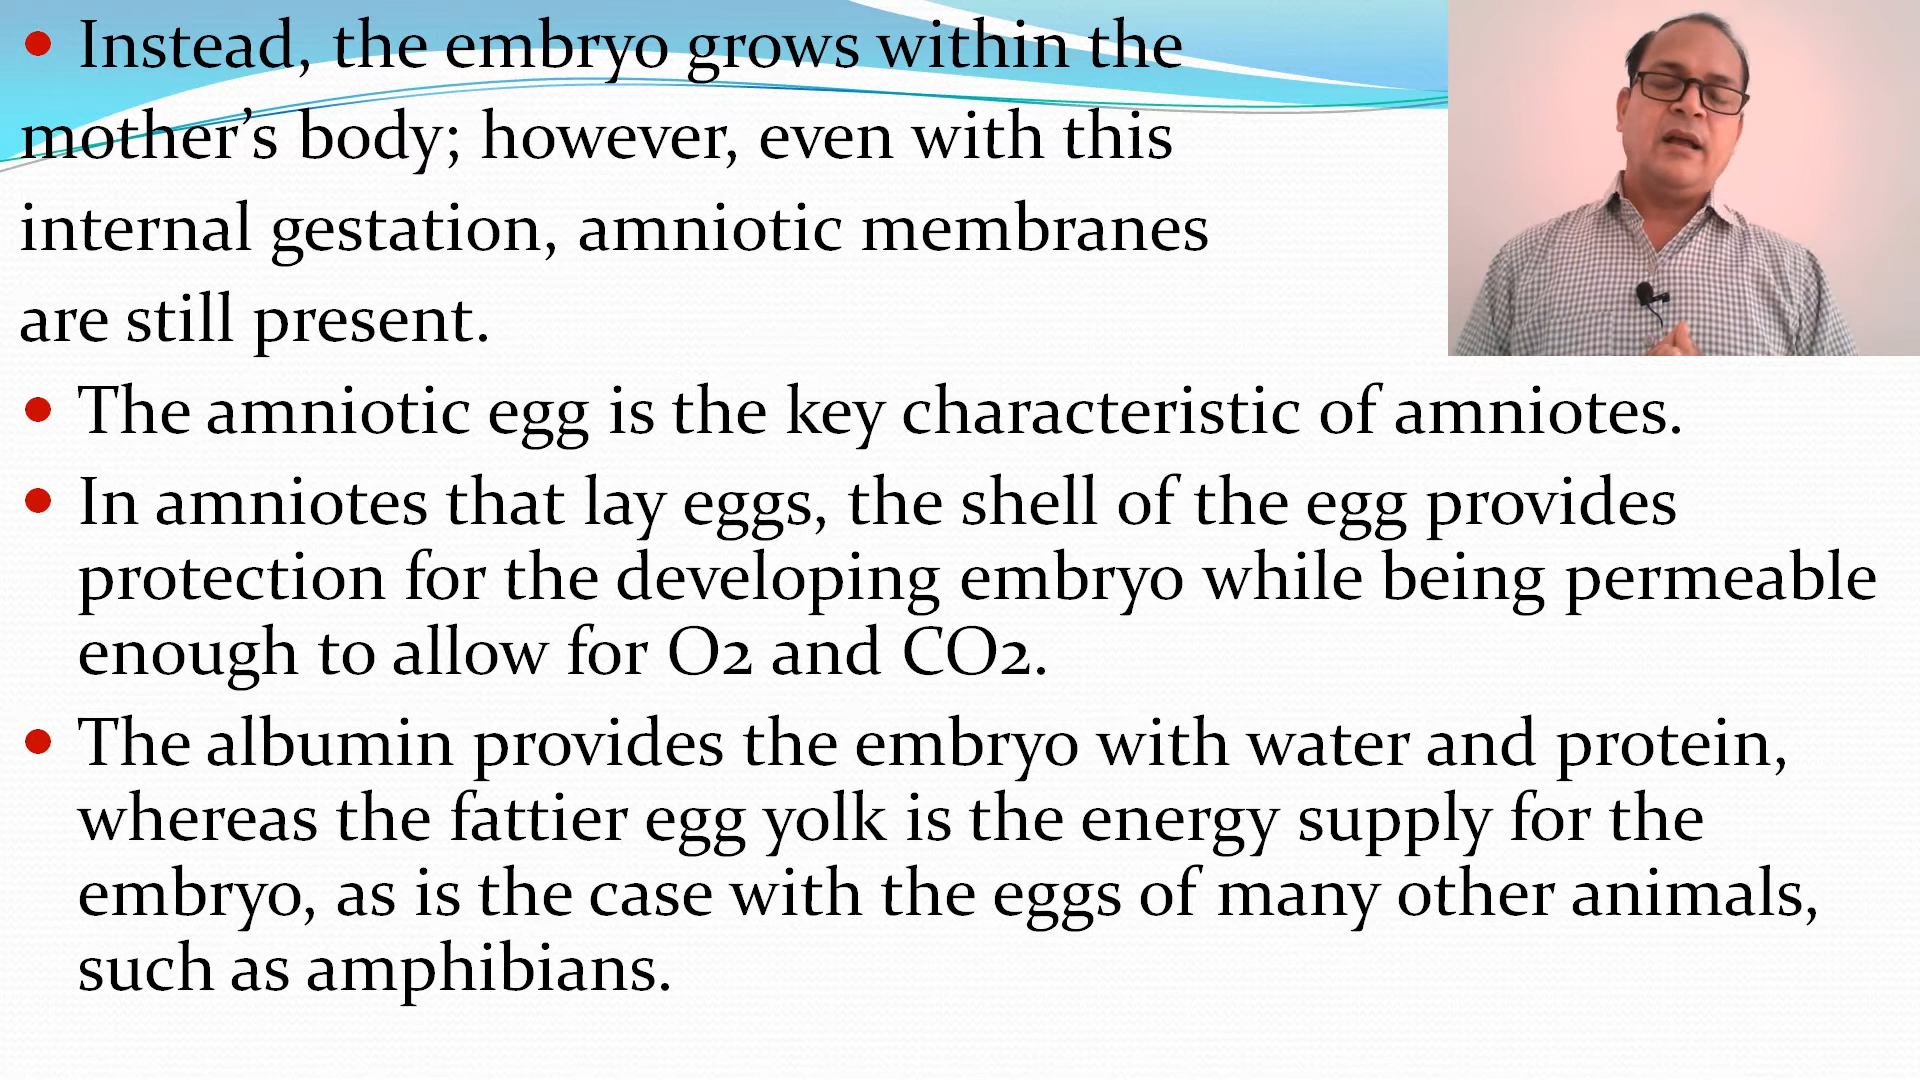 • Instead, the embryo grows within the
mother’s body; however, even with this
internal gestation, amniotic membranes
are still present.
• The amniotic egg is the key characteristic of amniotes.
• In amniotes that lay eggs, the shell of the egg provides
protection for the developing embryo while being permeable
enough to allow for O2 and CO2.
• The albumin provides the embryo with water and protein,
whereas the fattier egg yolk is the energy supply for the
embryo, as is the case with the eggs of many other animals,
such as amphibians.